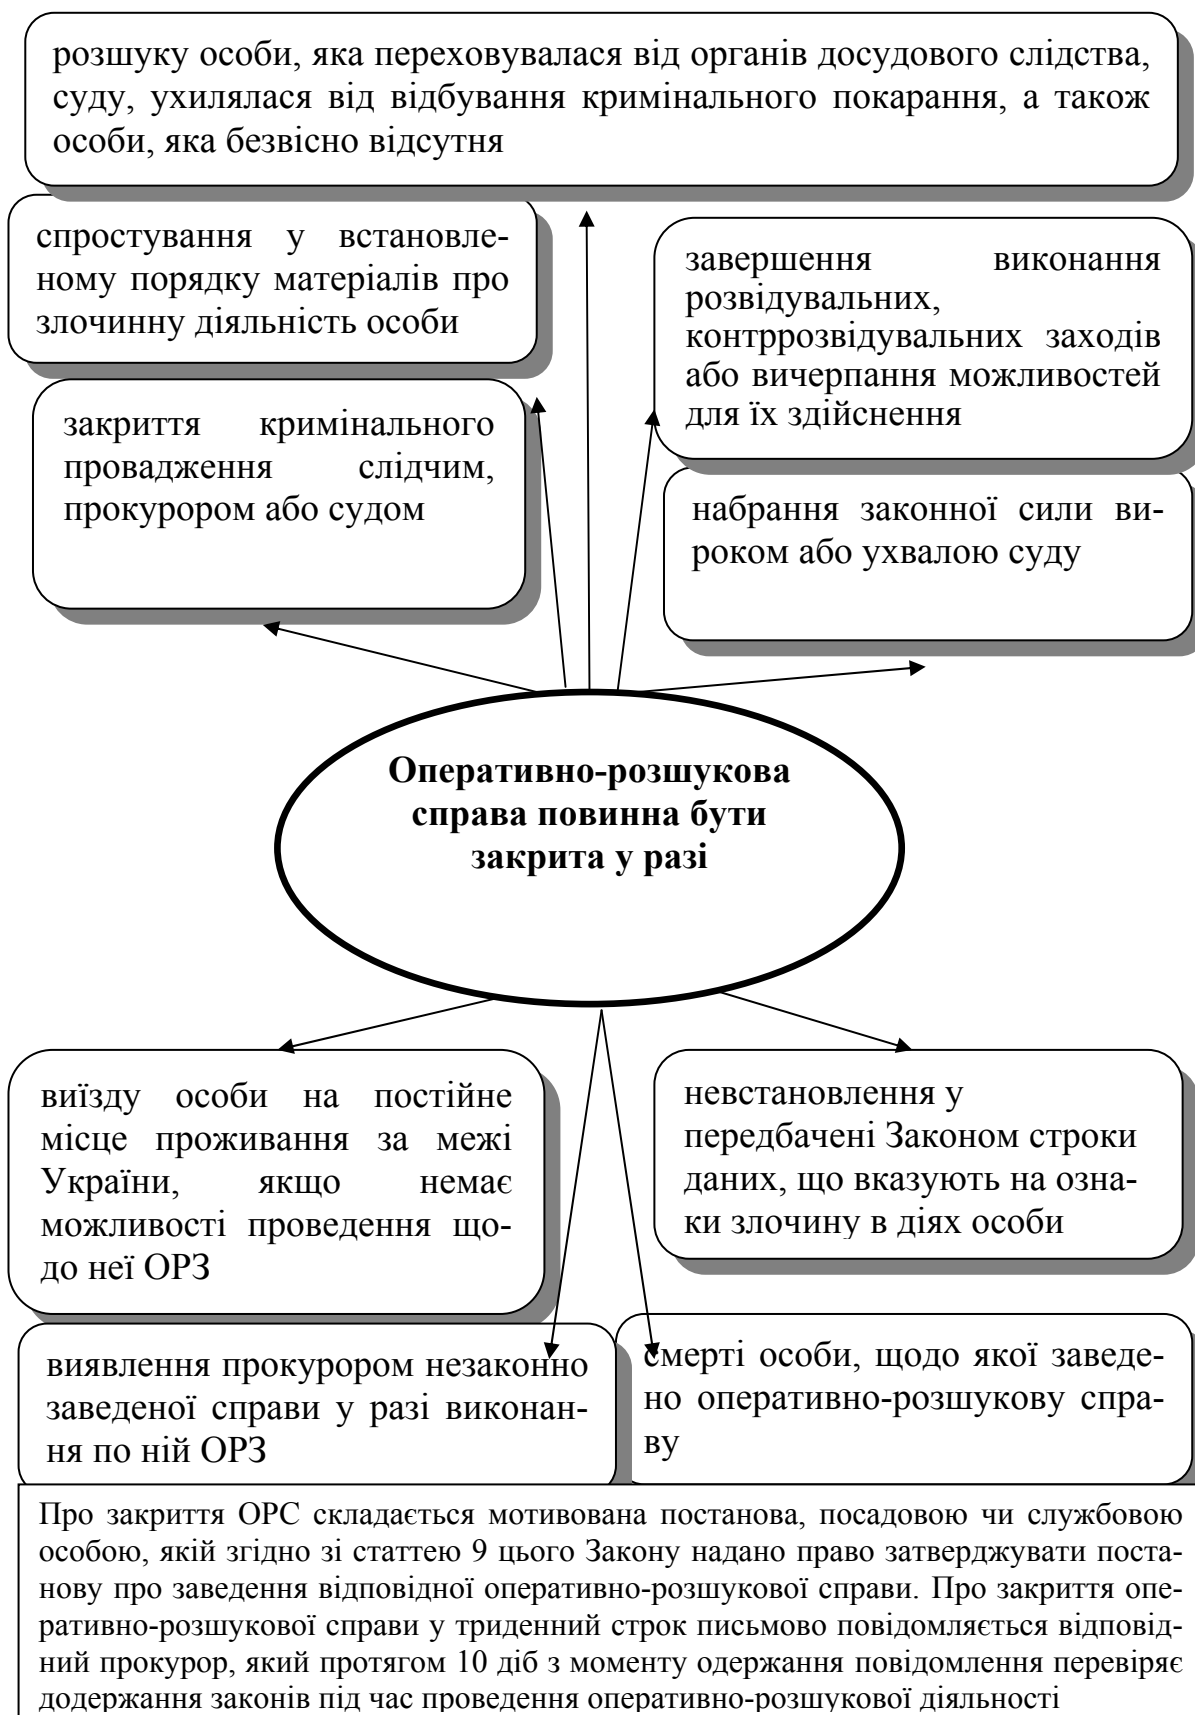 розшуку особи, яка переховувалася від органів досудового слідства,
суду, ухилялася від відбування кримінального покарання, а також
особи, яка безвісно відсутня
спростування у встановле-
ному порядку матеріалів про
злочинну діяльність особи
завершення виконання
розвідувальних,
контррозвідувальних заходів
або вичерпання можливостей
для їх здійснення
закриття кримінального
провадження слідчим,
прокурором або судом
набрання законної сили ви-
роком або ухвалою суду
Оперативно-розшукова
справа повинна бути
закрита у разі
виїзду особи на постійне
місце проживання за межі
України, якщо немає
можливості проведення що-
до неї ОРЗ
невстановлення у
передбачені Законом строки
даних, що вказують на озна-
ки злочину в діях особи
виявлення прокурором незаконно
заведеної справи у разі виконан-
ня по ній ОРЗ
смерті особи, щодо якої заведе-
но оперативно-розшукову спра-
ву
Про закриття ОРС складається мотивована постанова, посадовою чи службовою
особою, якій згідно зі статтею 9 цього Закону надано право затверджувати поста-
нову про заведення відповідної оперативно-розшукової справи. Про закриття опе-
ративно-розшукової справи у триденний строк письмово повідомляється відповід-
ний прокурор, який протягом 10 діб з моменту одержання повідомлення перевіряє
додержання законів під час проведення оперативно-розшукової діяльності